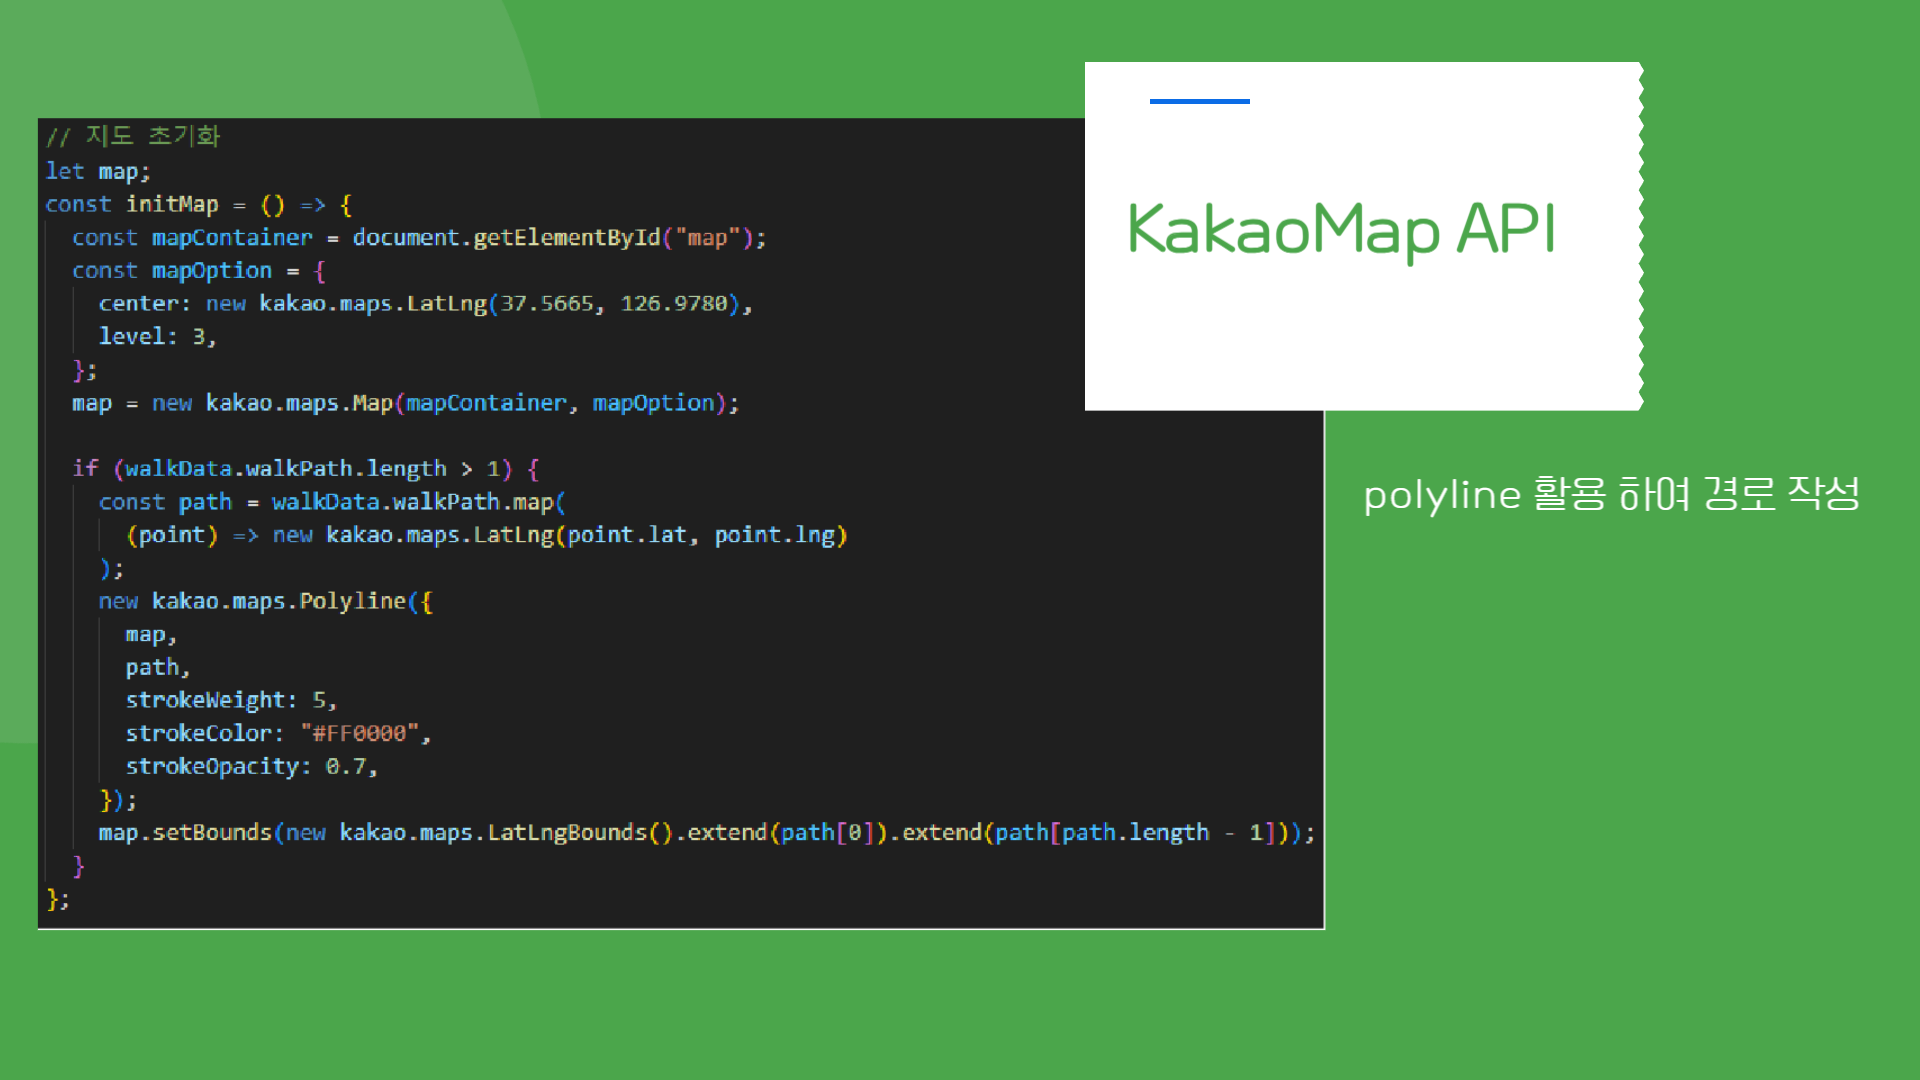 // 지도 초기화
let map;
const initMap = () => {
  const mapContainer = document.getElementById("map");
  const mapOption = {
    center: new kakao.maps.LatLng(37.5665, 126.9780),
    level: 3,
  };
  map = new kakao.maps.Map(mapContainer, mapOption);

  if (walkData.walkPath.length > 1) {
    const path = walkData.walkPath.map(
      (point) => new kakao.maps.LatLng(point.lat, point.lng)
    );
    new kakao.maps.Polyline({
      map,
      path,
      strokeWeight: 5,
      strokeColor: "#FF0000",
      strokeOpacity: 0.7,
    });
    map.setBounds(new kakao.maps.LatLngBounds().extend(path[0]).extend(path[path.length - 1]));
  }
};
KakaoMap API
polyline 활용 하여 경로 작성